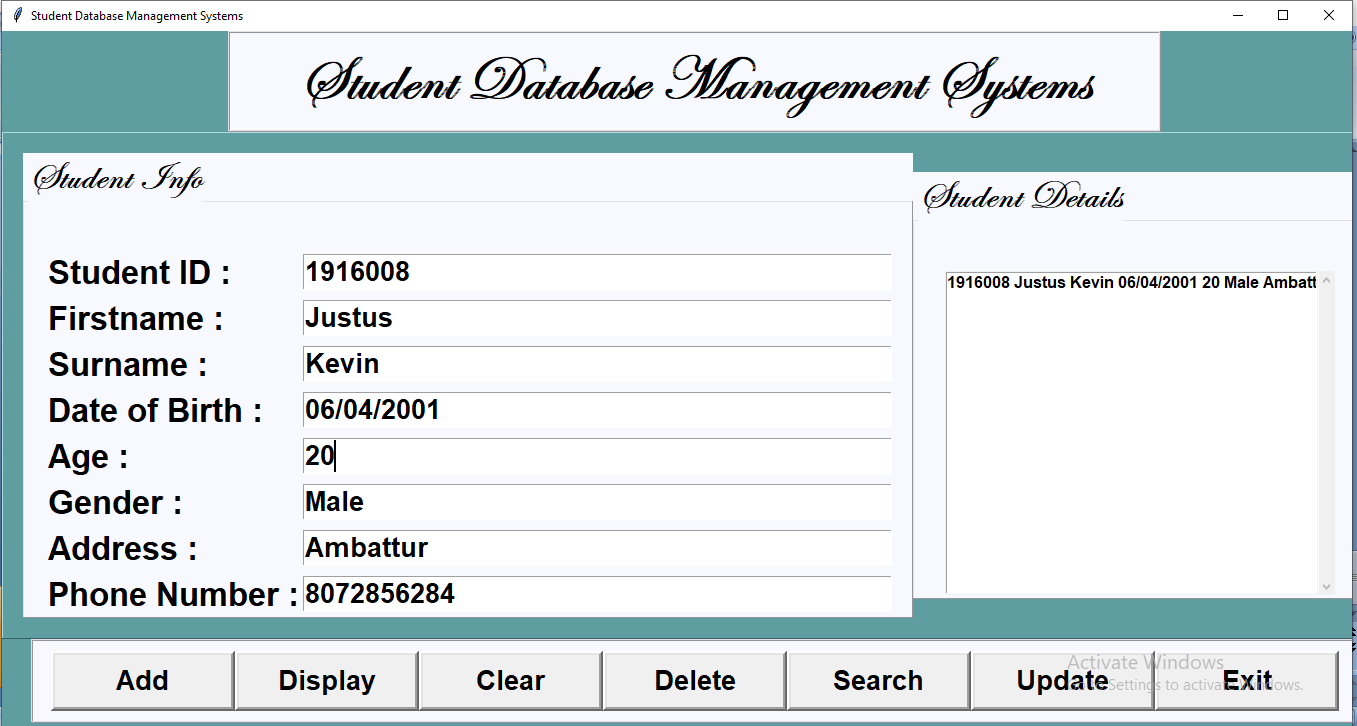 Student Database Management Systems
Student Database Management Systems
Student Info
Student ID : 1916008
Firstname : Justus
Surname : Kevin
Date of Birth : 06/04/2001
Age : 20
Gender : Male
Address : Ambattur
Phone Number : 8072856284
Student Details
1916008 Justus Kevin 06/04/2001 20 Male Ambatt
Add Display Clear Delete Search Update Exit
Activate Windows
Settings to activate Windows.